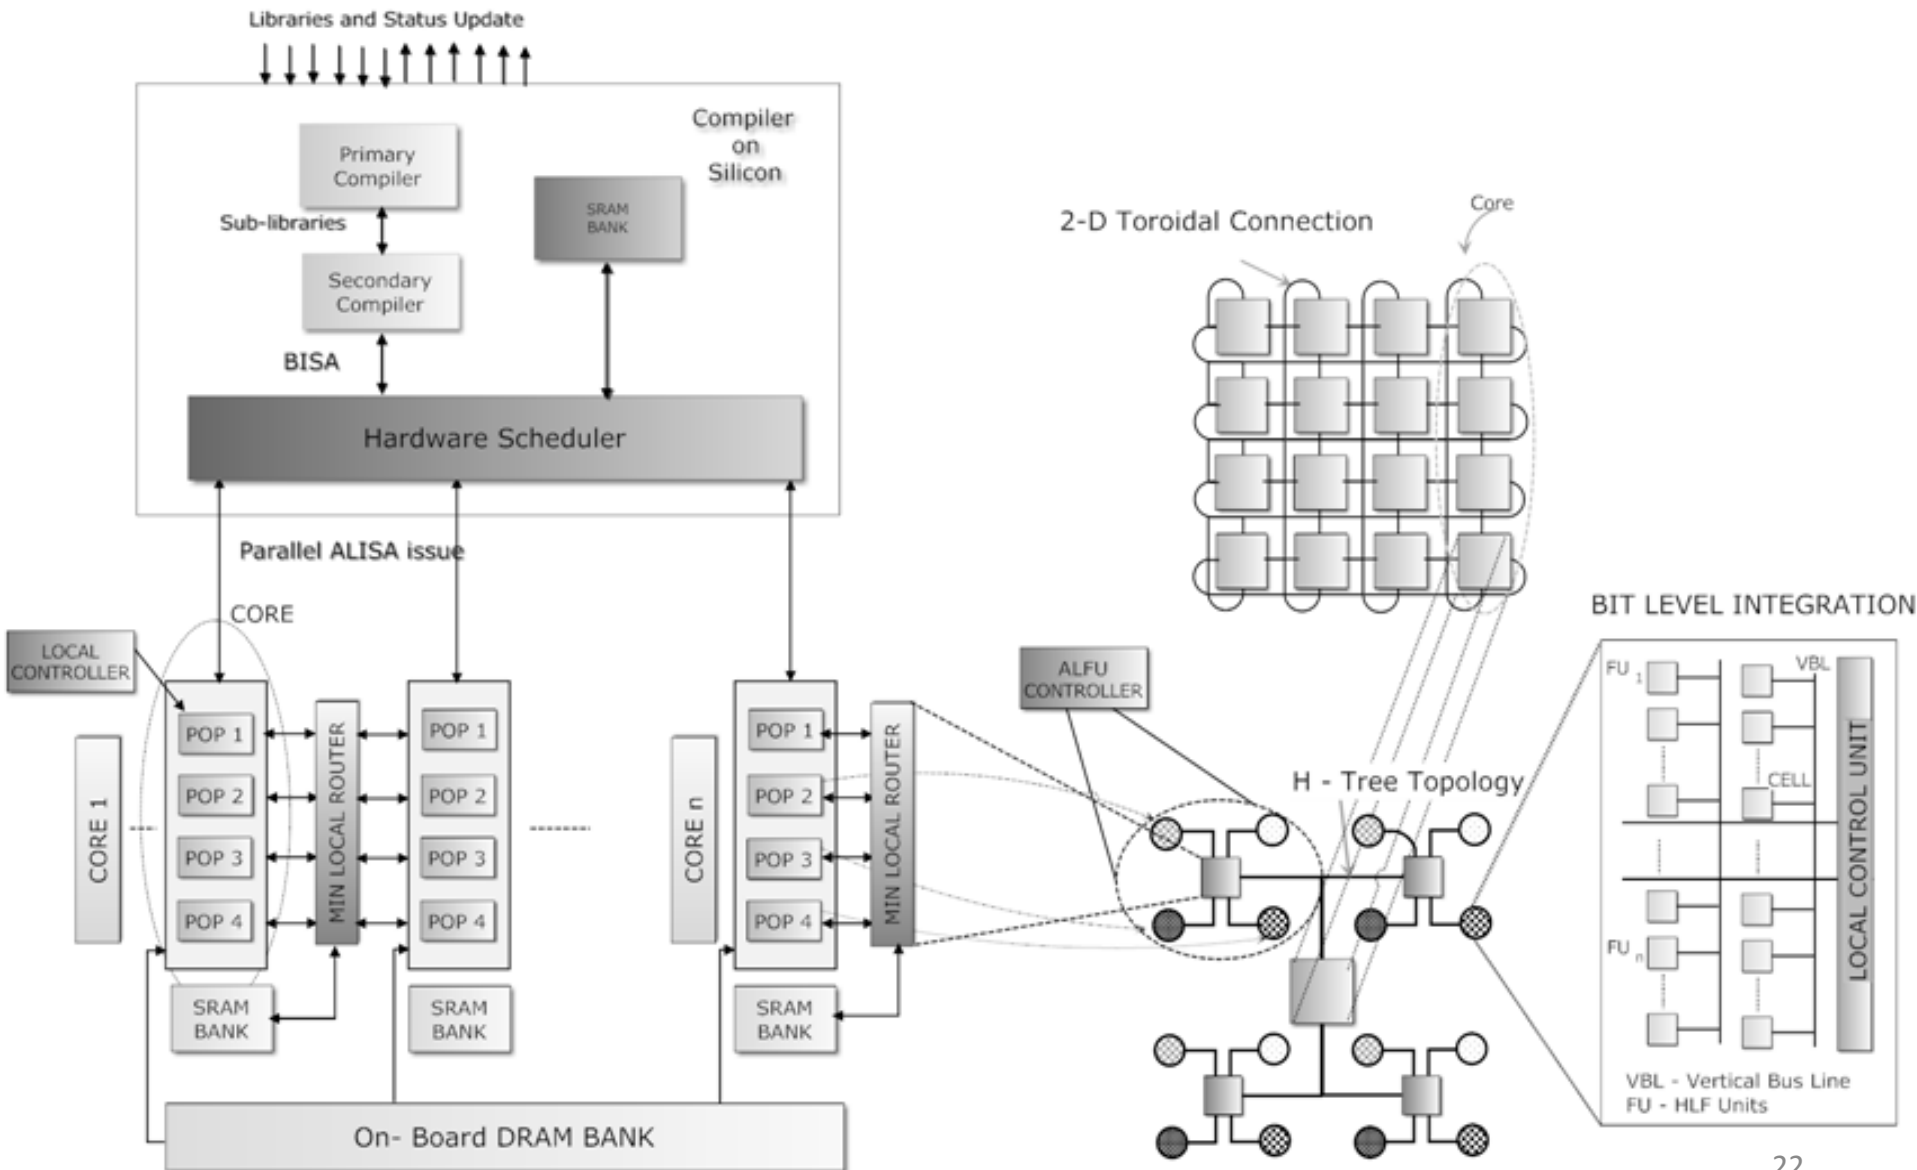 Libraries and Status Update
Compiler
on
Silicon
Primary
Compiler
SRAM
BANK
Sub-libraries
Secondary
Compiler
BISA
Hardware Scheduler
Parallel ALISA issue
CORE
LOCAL
CONTROLLER
CORE 1
POP 1
POP 2
POP 3
POP 4
MIN LOCAL ROUTER
POP 1
POP 2
POP 3
POP 4
CORE n
POP 1
POP 2
POP 3
POP 4
MIN LOCAL ROUTER
SRAM
BANK
SRAM
BANK
SRAM
BANK
On- Board DRAM BANK
2-D Toroidal Connection
Core
ALFU
CONTROLLER
H - Tree Topology
BIT LEVEL INTEGRATION
FU 1
VBL
CELL
FU n
LOCAL CONTROL UNIT
VBL - Vertical Bus Line
FU - HLF Units
22